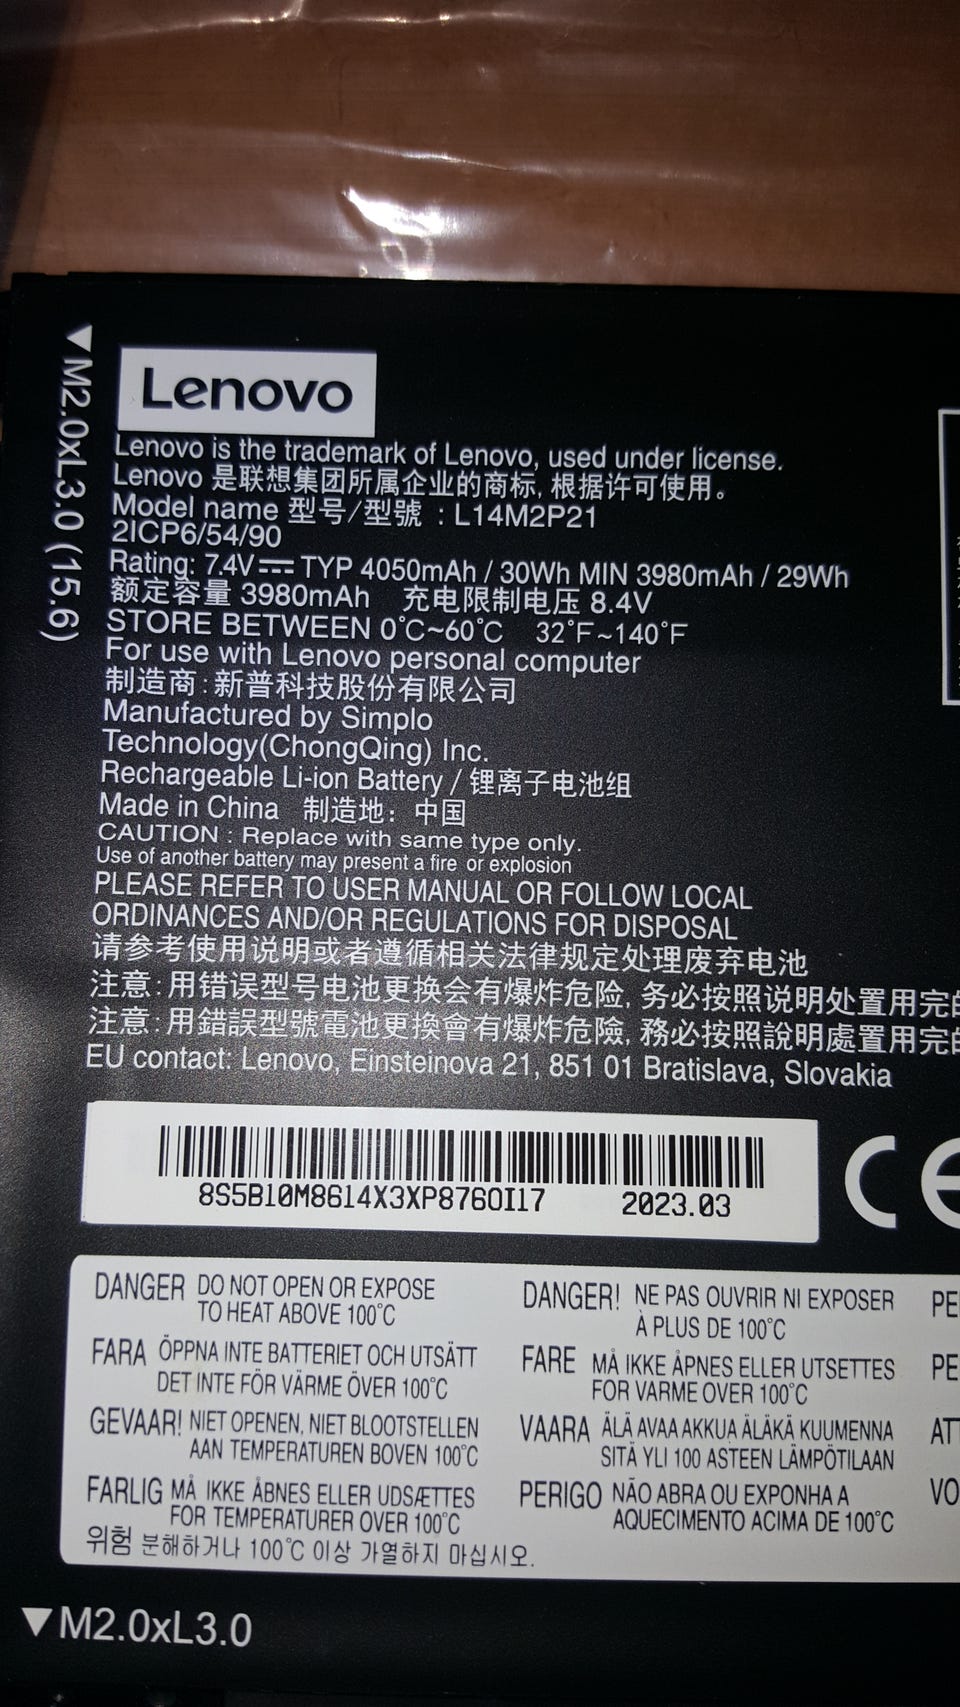 ▼M2.0xL3.0 (15.6)
Lenovo
Lenovo is the trademark of Lenovo, used under license.
Lenovo 是联想集团所属企业的商标, 根据许可使用。
Model name 型号/型號 : L14M2P21
2ICP6/54/90
Rating: 7.4V⎓ TYP 4050mAh / 30Wh MIN 3980mAh / 29Wh
额定容量 3980mAh 充电限制电压 8.4V
STORE BETWEEN 0°C~60°C 32°F~140°F
For use with Lenovo personal computer
制造商:新普科技股份有限公司
Manufactured by Simplo
Technology(ChongQing) Inc.
Rechargeable Li-ion Battery / 锂离子电池组
Made in China 制造地: 中国
CAUTION : Replace with same type only.
Use of another battery may present a fire or explosion
PLEASE REFER TO USER MANUAL OR FOLLOW LOCAL
ORDINANCES AND/OR REGULATIONS FOR DISPOSAL
请参考使用说明或者遵循相关法律规定处理废弃电池
注意:用错误型号电池更换会有爆炸危险, 务必按照说明处置用完的
注意:用錯誤型號電池更換會有爆炸危險, 務必按照說明處置用完的
EU contact: Lenovo, Einsteinova 21, 851 01 Bratislava, Slovakia
8S5B10M8614X3XP876OI17 2023.03
CE
DANGER DO NOT OPEN OR EXPOSE
TO HEAT ABOVE 100°C
FARA ÖPPNA INTE BATTERIET OCH UTSÄTT
DET INTE FÖR VÄRME ÖVER 100°C
GEVAAR! NIET OPENEN, NIET BLOOTSTELLEN
AAN TEMPERATUREN BOVEN 100°C
FARLIG MÅ IKKE ÅBNES ELLER UDSÆTTES
FOR TEMPERATURER OVER 100°C
위험 분해하거나 100°C 이상 가열하지 마십시오.
DANGER! NE PAS OUVRIR NI EXPOSER
À PLUS DE 100°C
FARE MÅ IKKE ÅPNES ELLER UTSETTES
FOR VARME OVER 100°C
VAARA ÄLÄ AVAA AKKUA ÄLÄKÄ KUUMENNA
SITÄ YLI 100 ASTEEN LÄMPÖTILAAN
PERIGO NÃO ABRA OU EXPONHA A
AQUECIMENTO ACIMA DE 100°C
▼M2.0xL3.0